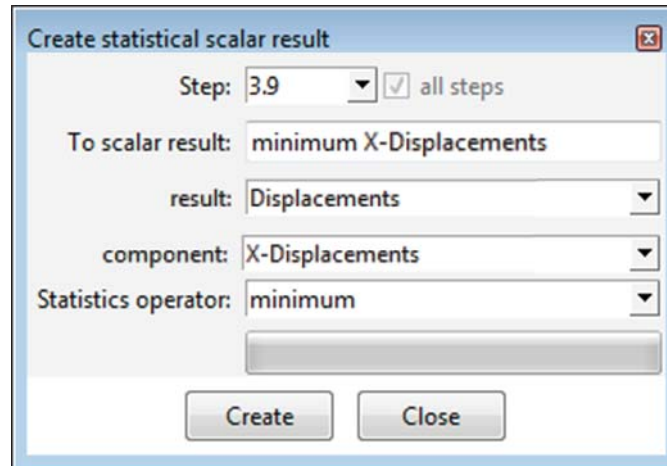 Create statistical scalar result
Step: 3.9 all steps
To scalar result: minimum X-Displacements
result: Displacements
component: X-Displacements
Statistics operator: minimum
Create Close